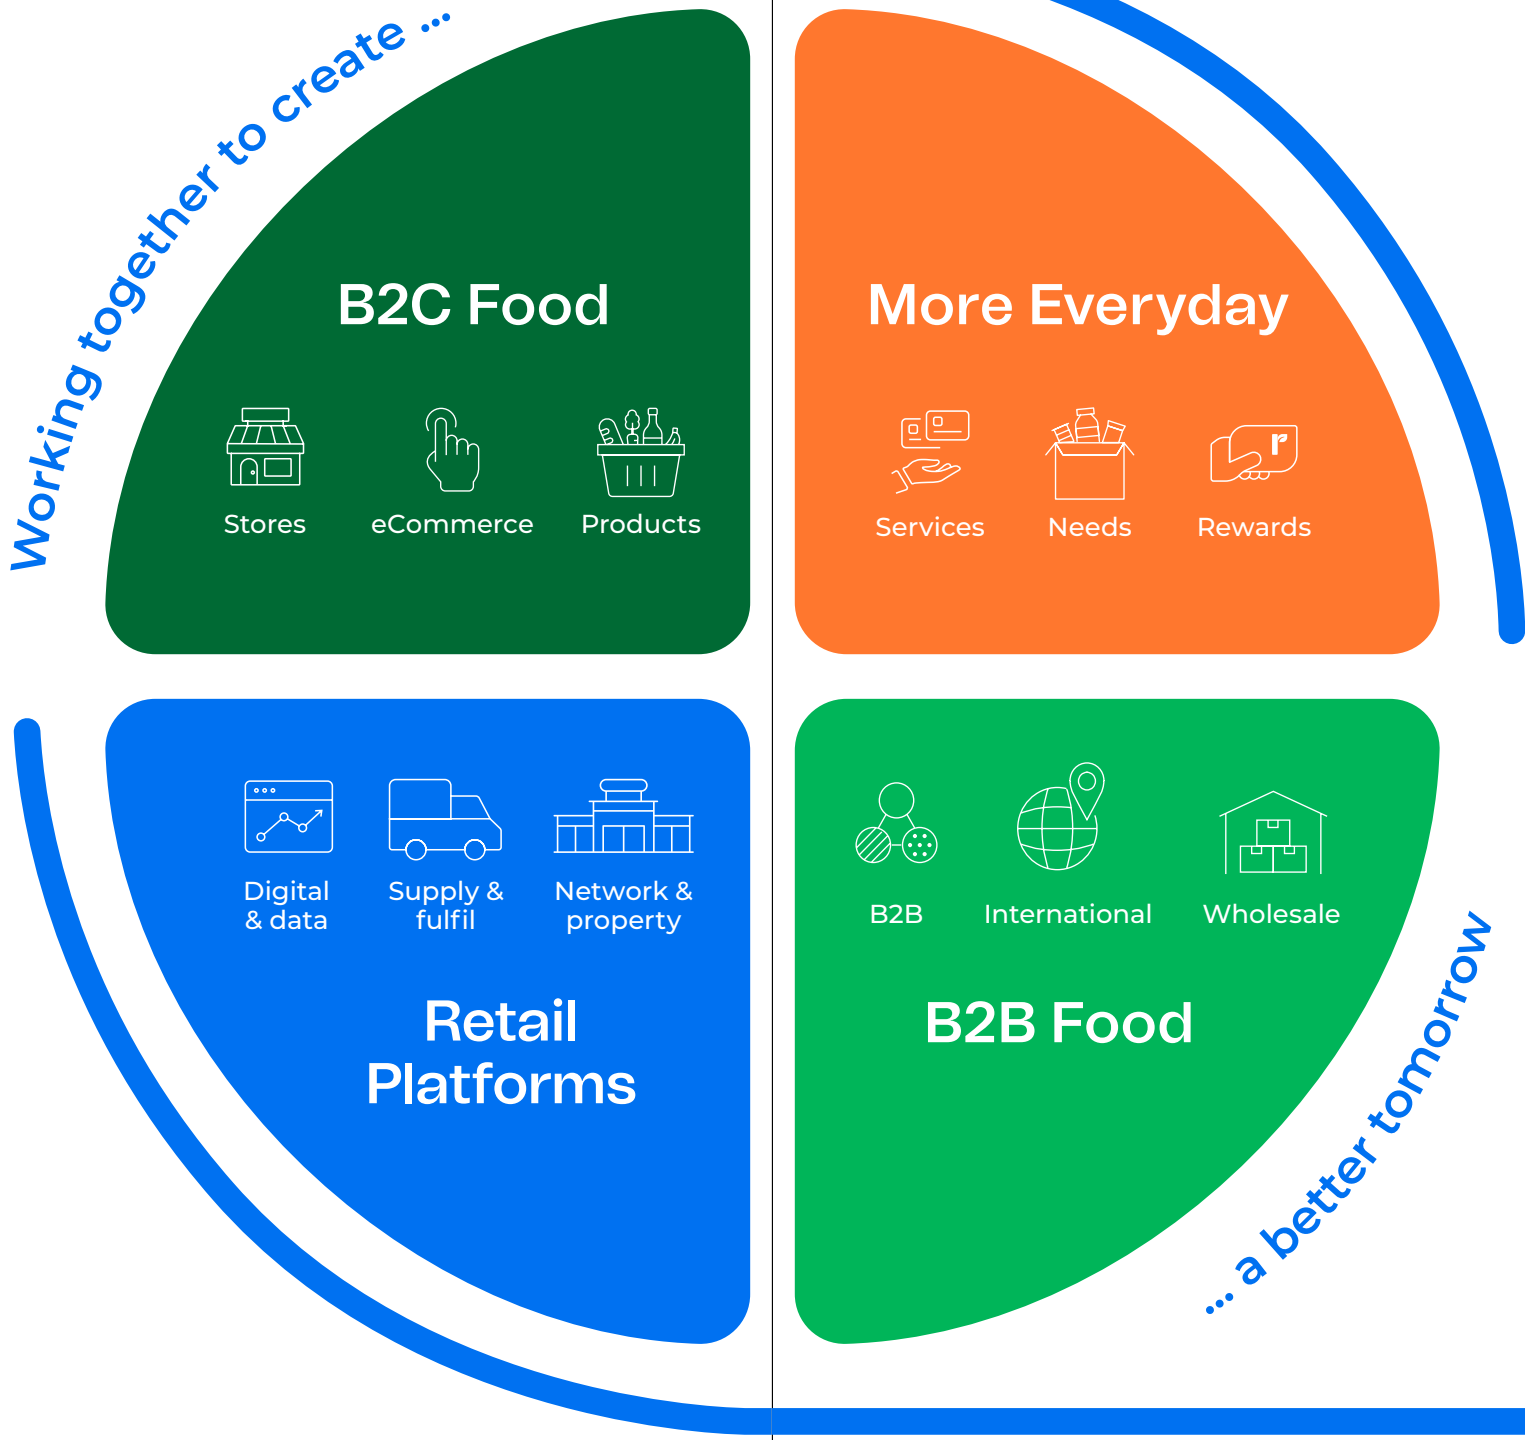 Working together to create ...
B2C Food
Stores
eCommerce
Products
More Everyday
r
Services
Needs
Rewards
Digital
& data
Supply &
fulfil
Network &
property
Retail
Platforms
B2B
International
Wholesale
B2B Food
... a better tomorrow